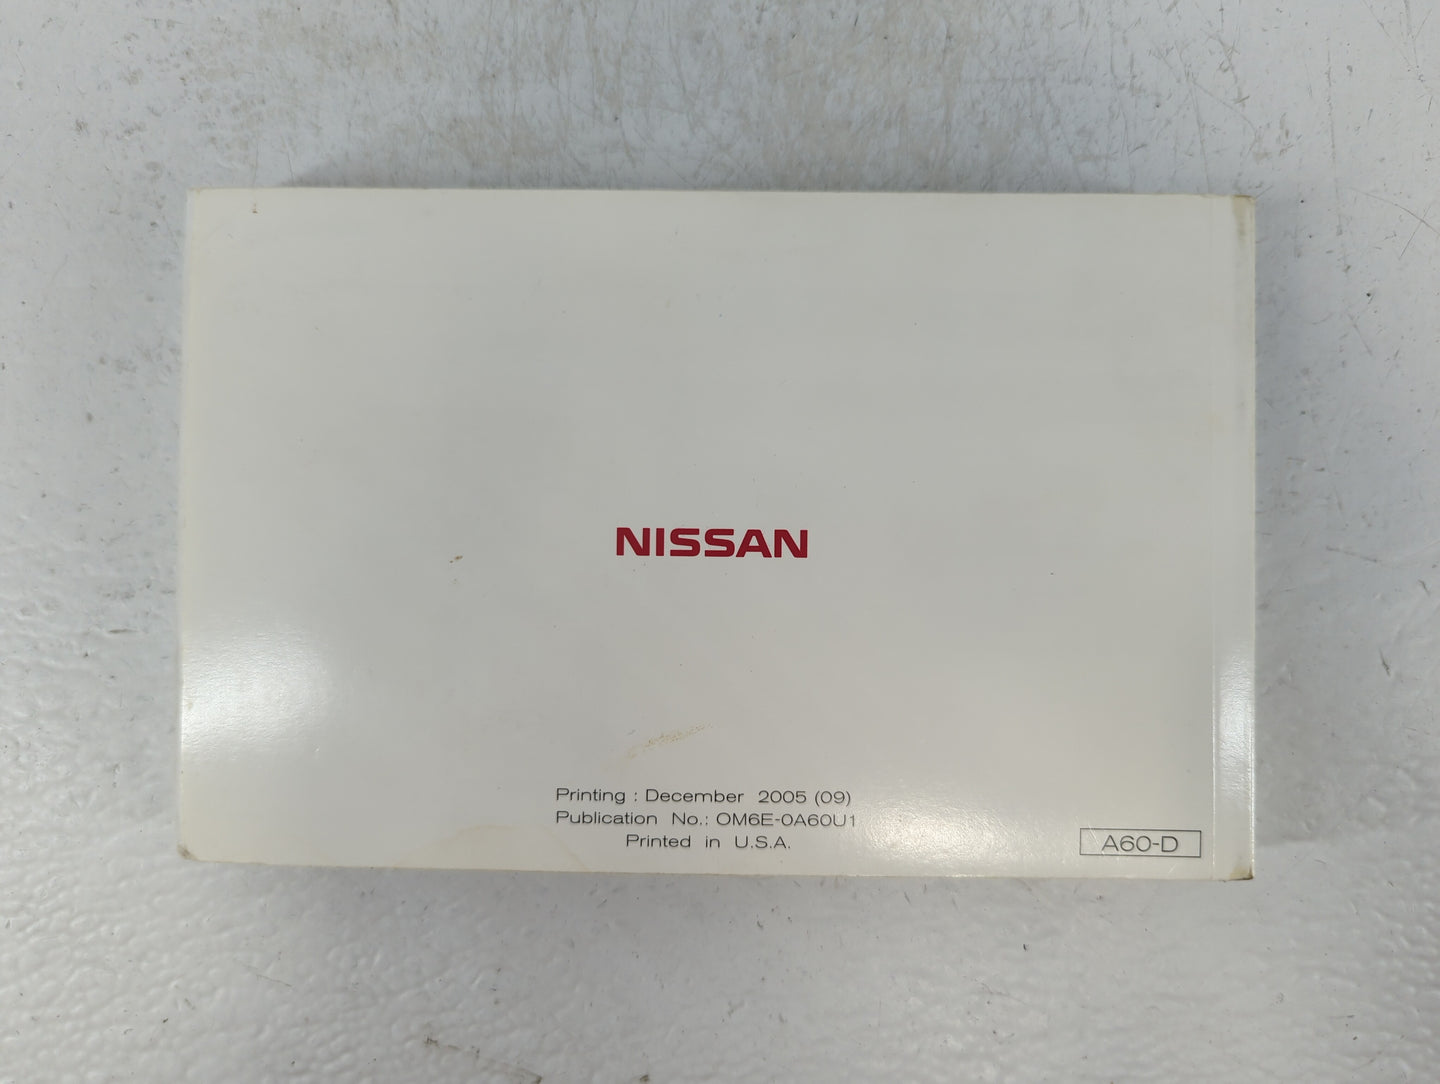 NISSAN
Printing : December 2005 (09)
Publication No.: OM6E-0A60U1
Printed in U.S.A.
A60-D